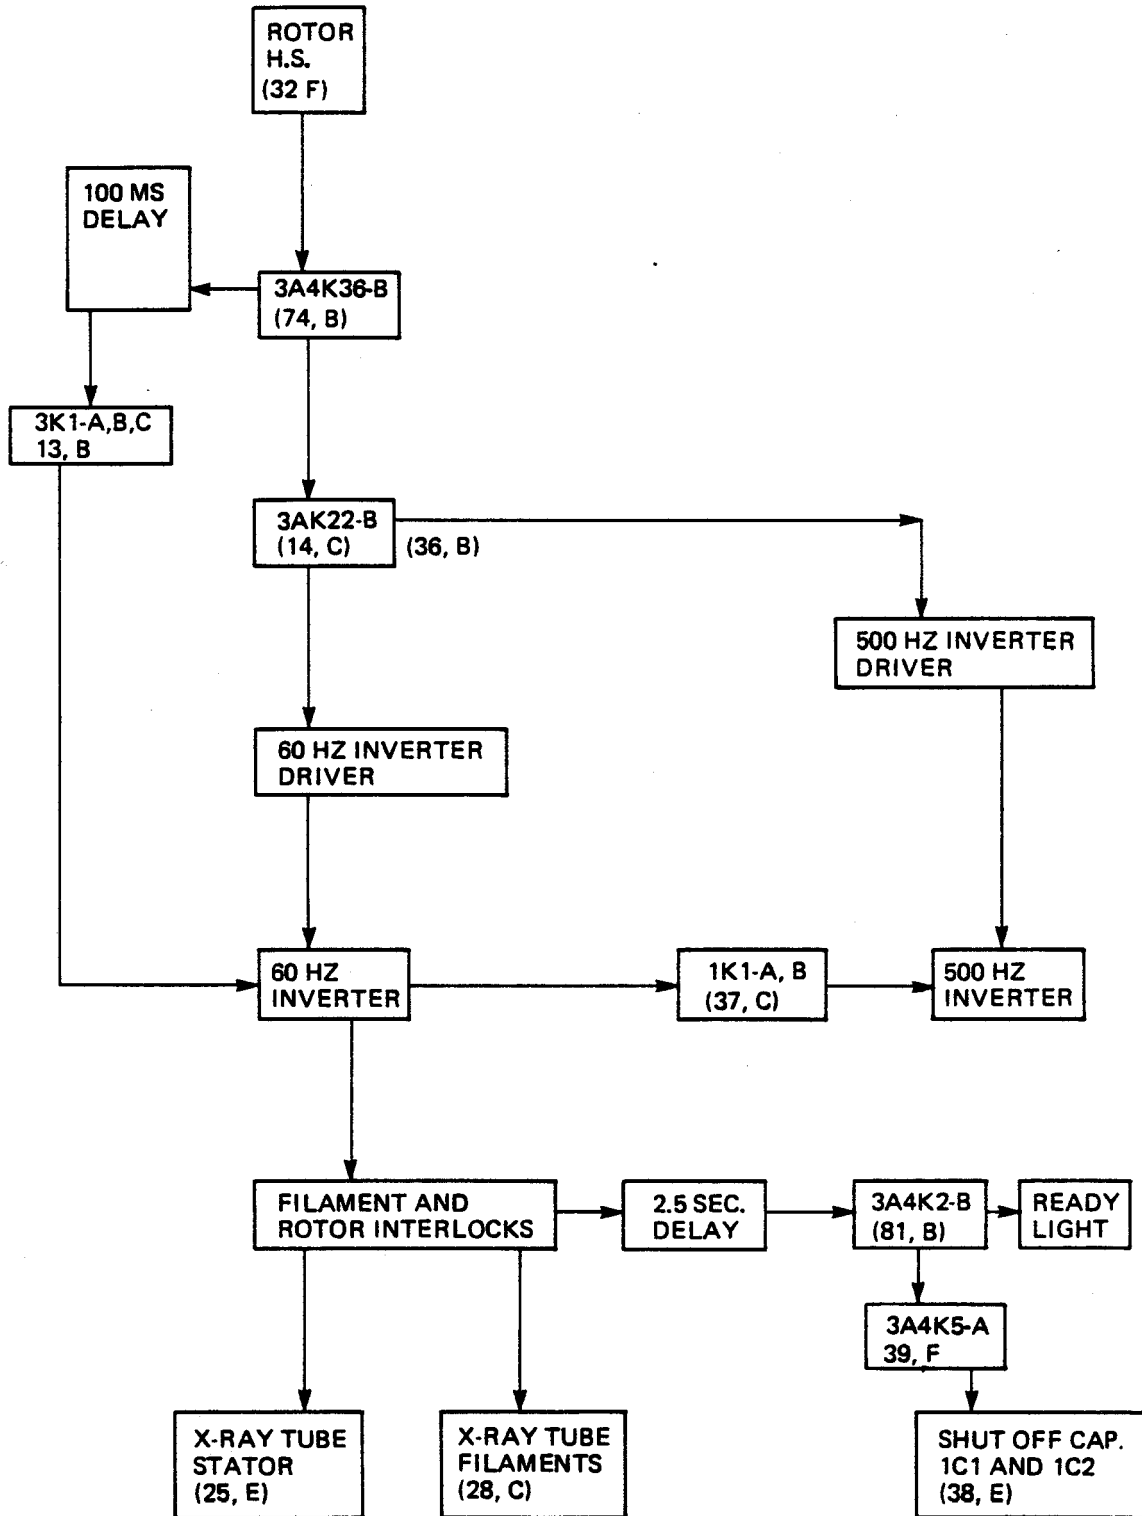 ROTOR
H.S.
(32 F)
100 MS
DELAY
3A4K36-B
(74, B)
3K1-A,B,C
13, B
3AK22-B
(14, C)
(36, B)
500 HZ INVERTER
DRIVER
60 HZ INVERTER
DRIVER
60 HZ
INVERTER
1K1-A, B
(37, C)
500 HZ
INVERTER
FILAMENT AND
ROTOR INTERLOCKS
2.5 SEC.
DELAY
3A4K2-B
(81, B)
READY
LIGHT
3A4K5-A
39, F
X-RAY TUBE
STATOR
(25, E)
X-RAY TUBE
FILAMENTS
(28, C)
SHUT OFF CAP.
1C1 AND 1C2
(38, E)